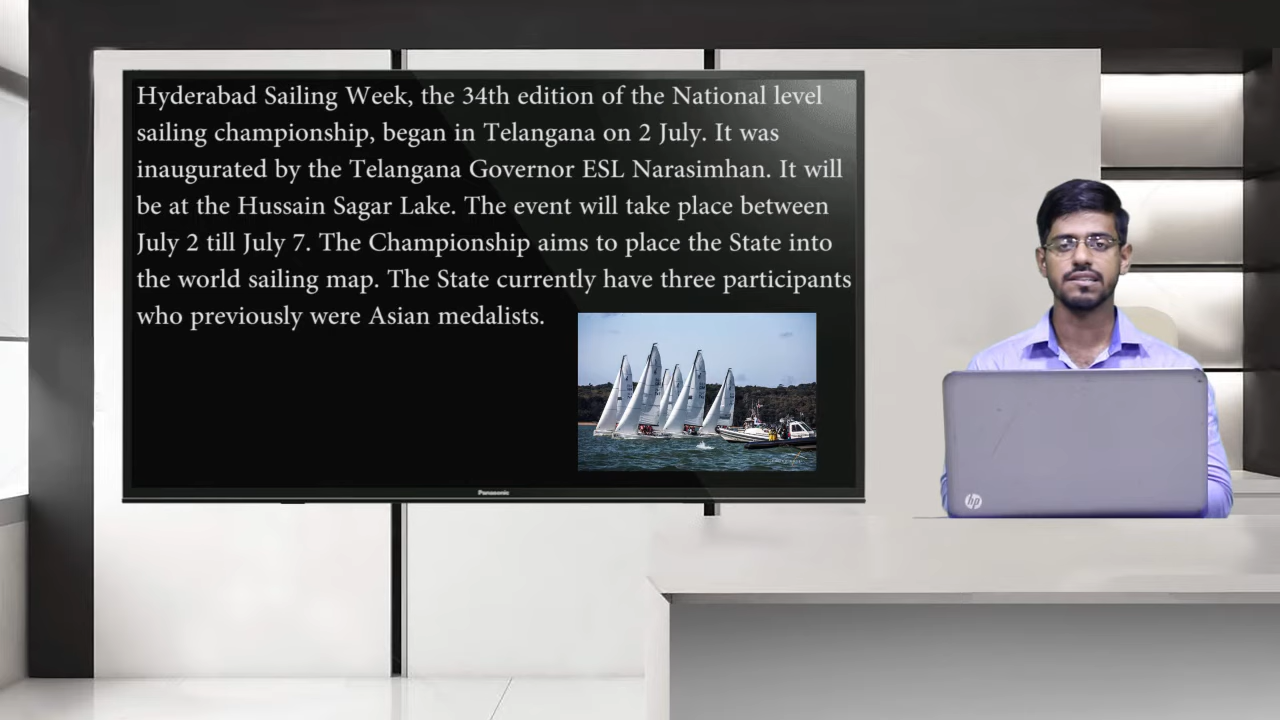 Hyderabad Sailing Week, the 34th edition of the National level
sailing championship, began in Telangana on 2 July. It was
inaugurated by the Telangana Governor ESL Narasimhan. It will
be at the Hussain Sagar Lake. The event will take place between
July 2 till July 7. The Championship aims to place the State into
the world sailing map. The State currently have three participants
who previously were Asian medalists.
Panasonic
hp